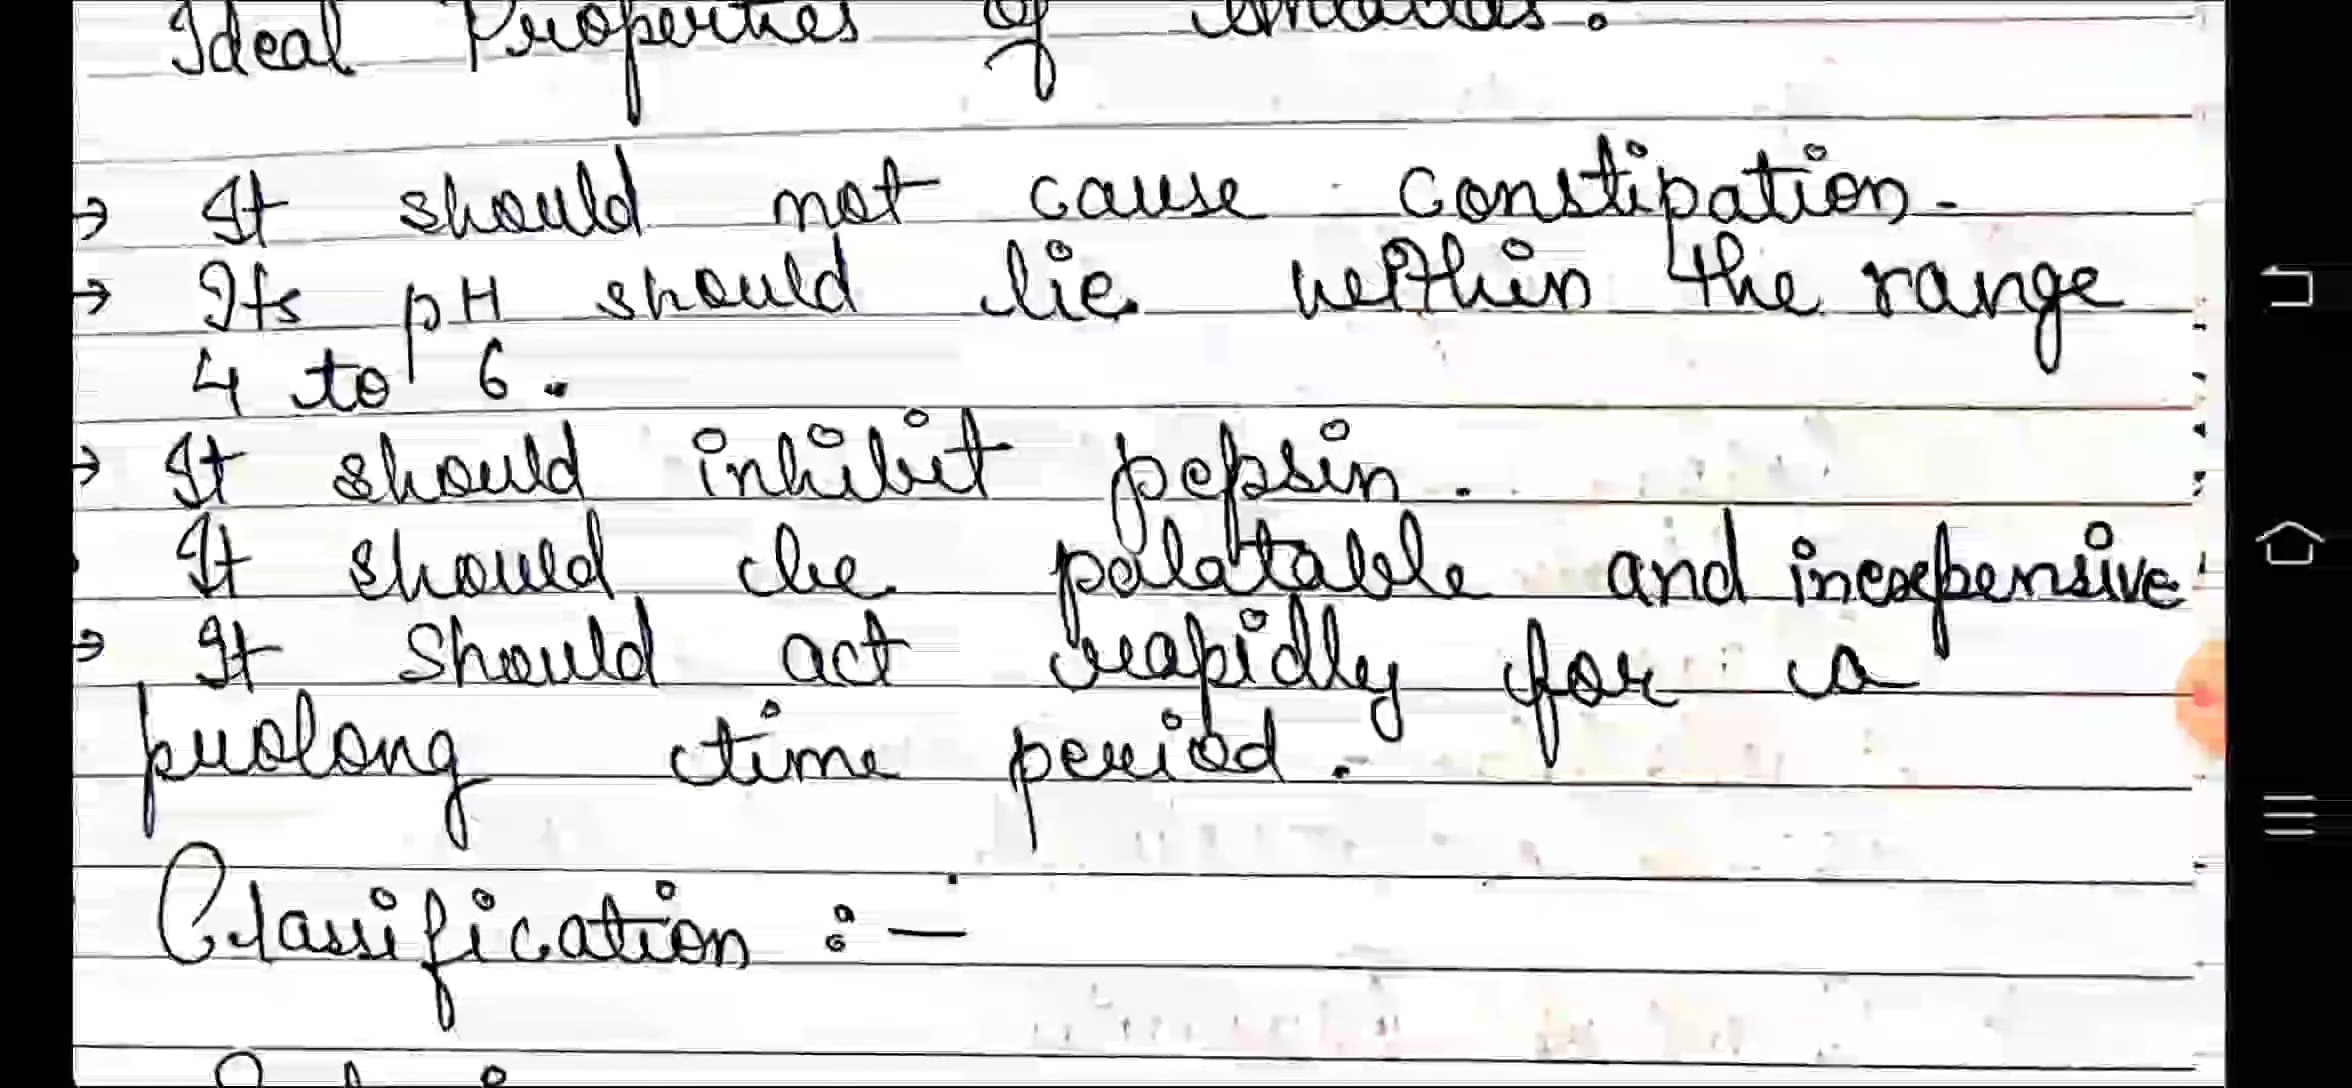 Ideal Properties of
→ It should not cause constipation.
→ Its pH should lie within the range
4 to 6.
→ It should inhibit pepsin.
It should be palatable and inexpensive
→ It should act rapidly for a
prolong time period.
Classification :-